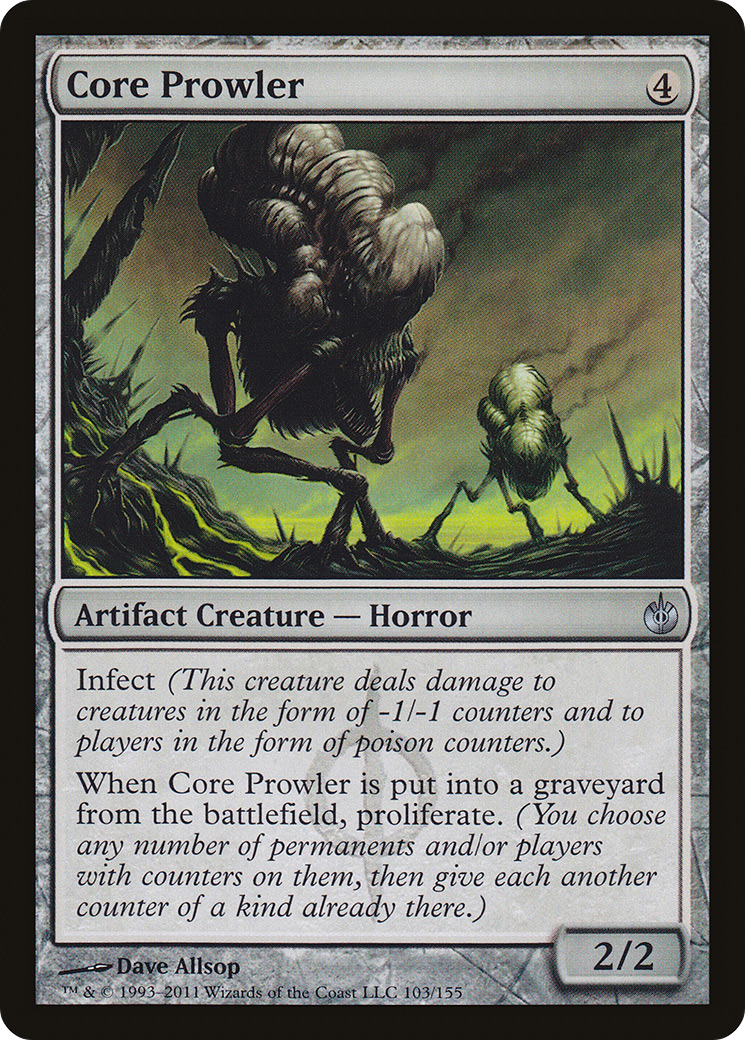 Core Prowler
4
Artifact Creature — Horror
Infect (This creature deals damage to
creatures in the form of -1/-1 counters and to
players in the form of poison counters.)
When Core Prowler is put into a graveyard
from the battlefield, proliferate. (You choose
any number of permanents and/or players
with counters on them, then give each another
counter of a kind already there.)
2/2
Dave Allsop
™ & © 1993–2011 Wizards of the Coast LLC 103/155